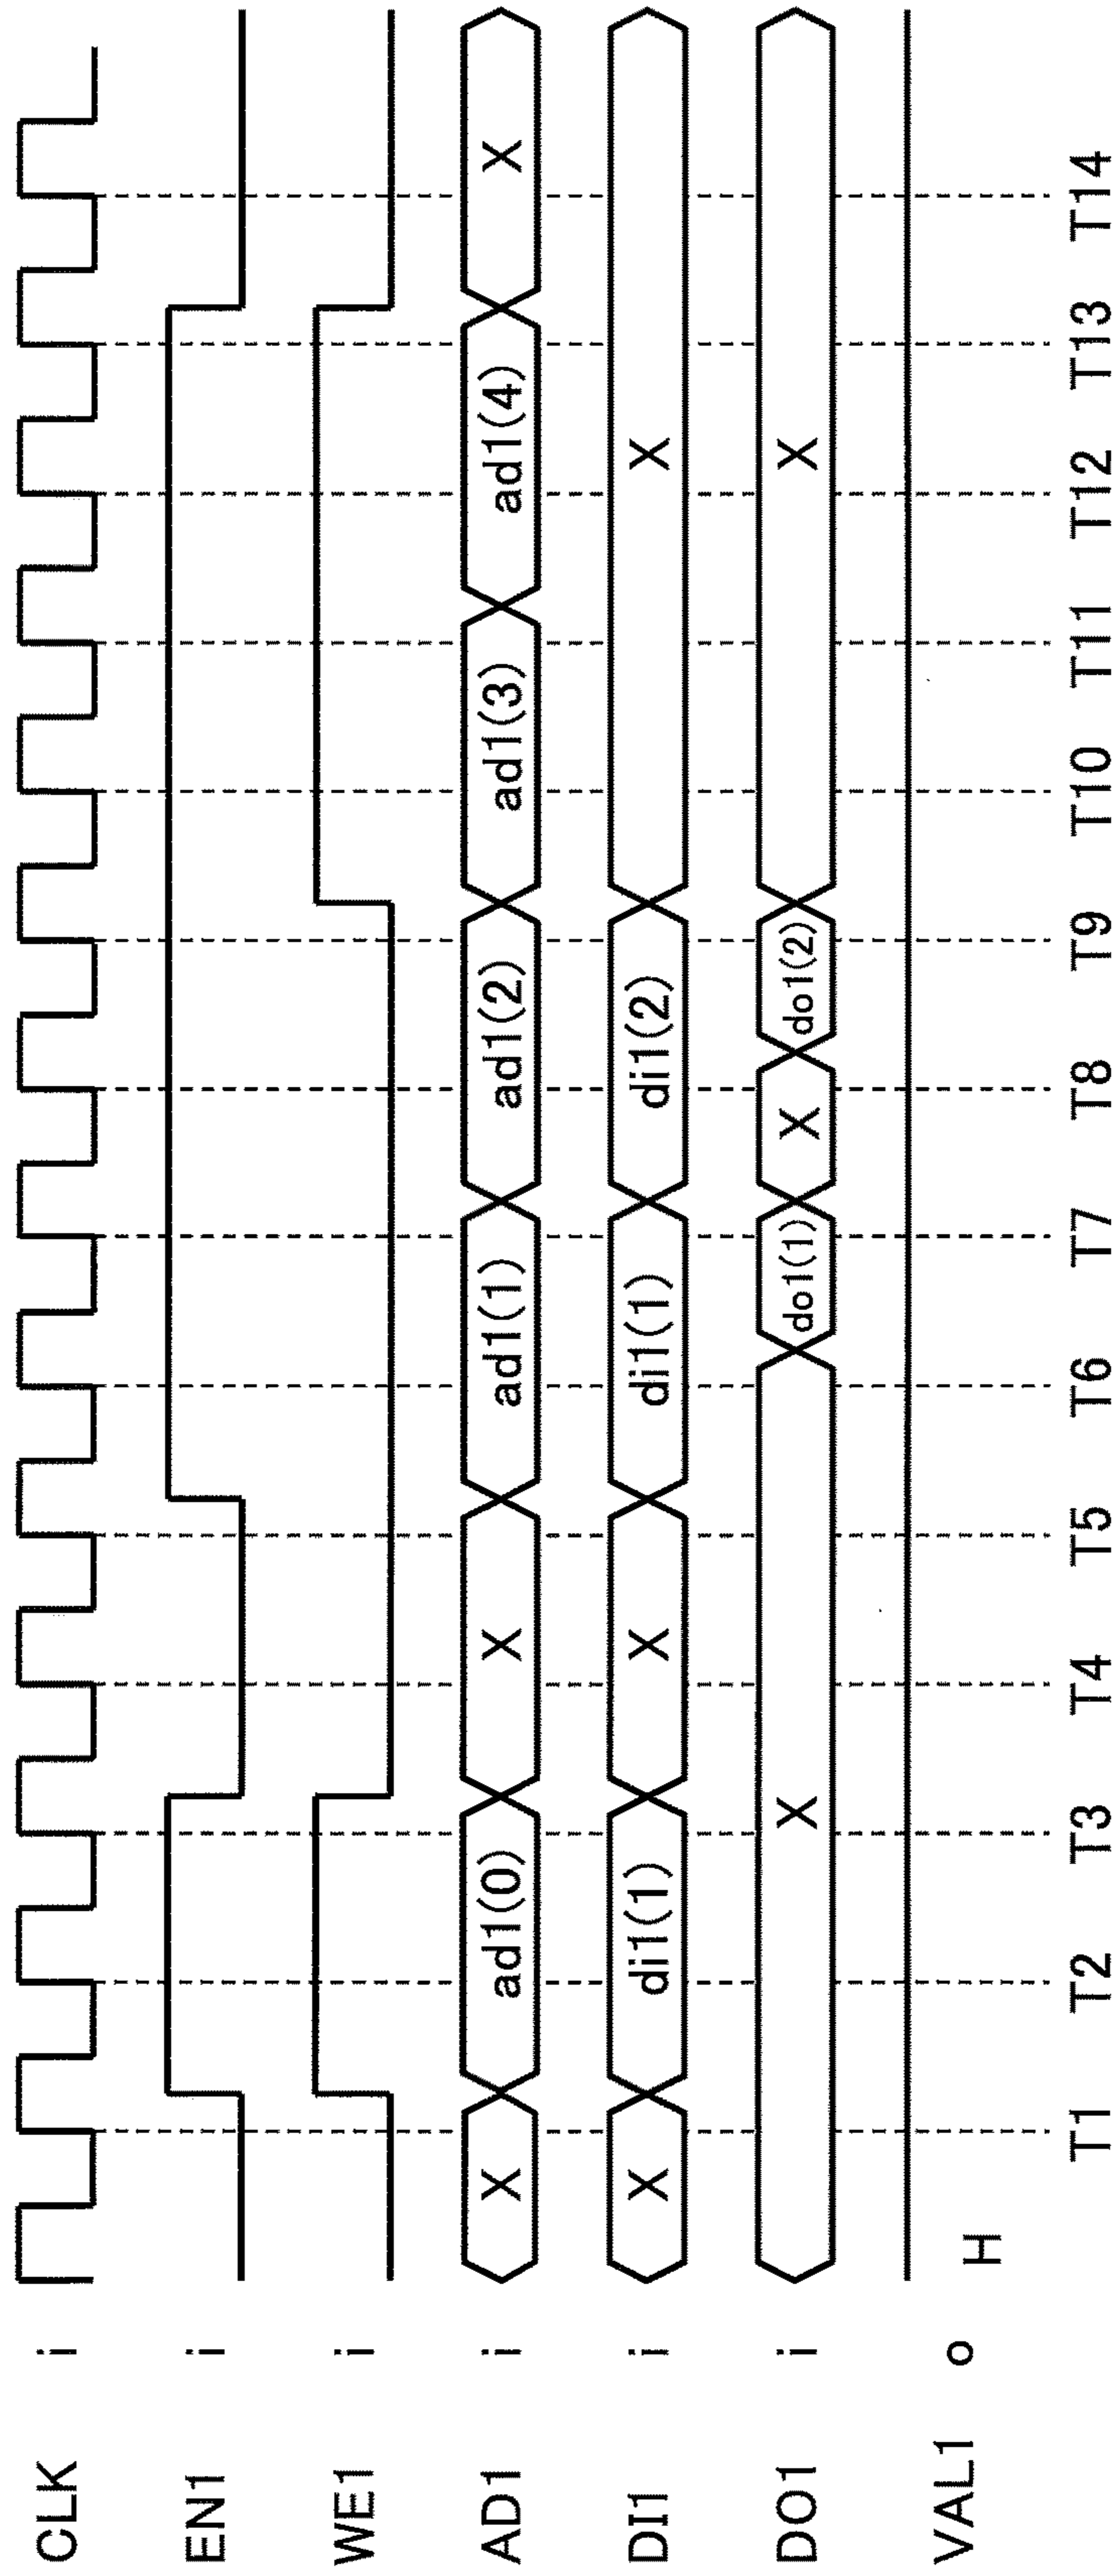 CLK i
EN1 i
WE1 i
AD1 i X ad1(0) X ad1(1) ad1(2) ad1(3) ad1(4) X
DI1 i X di1(1) X di1(1) di1(2) X
DO1 i X do1(1) X do1(2) X
VAL1 o H
T1 T2 T3 T4 T5 T6 T7 T8 T9 T10 T11 T12 T13 T14